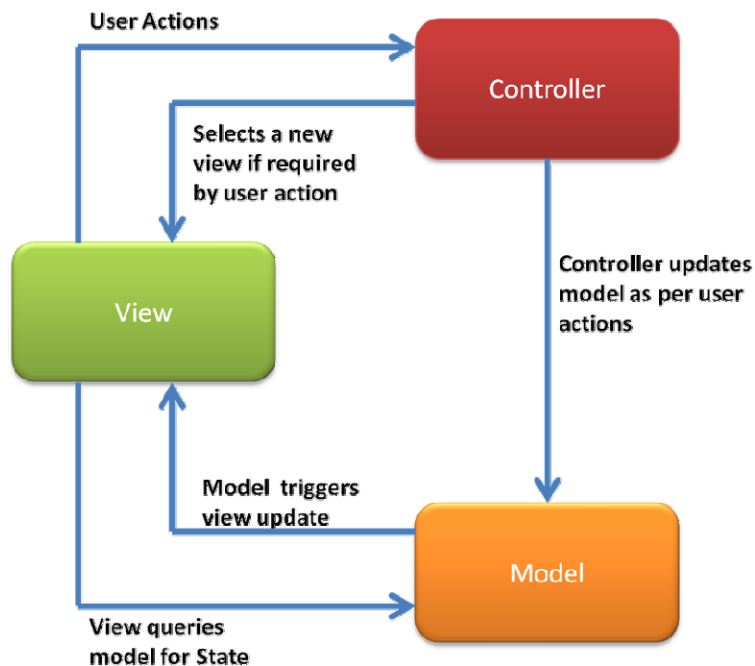 User Actions
Controller
Selects a new
view if required
by user action
View
Controller updates
model as per user
actions
Model triggers
view update
Model
View queries
model for State